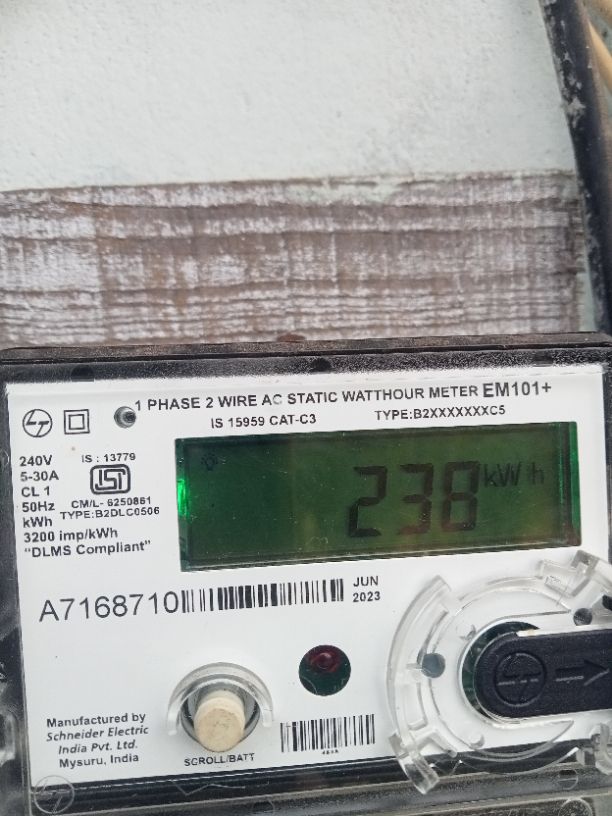 1 PHASE 2 WIRE AC STATIC WATTHOUR METER EM101+
IS 15959 CAT-C3 TYPE:B2XXXXXXXC5
240V
5-30A
CL 1
50Hz
kWh
3200 imp/kWh
"DLMS Compliant"
IS : 13779
ISI
CM/L- 6250861
TYPE:B2DLC0506
238 kWh
A7168710
JUN
2023
Manufactured by
Schneider Electric
India Pvt. Ltd.
Mysuru, India
SCROLL/BATT